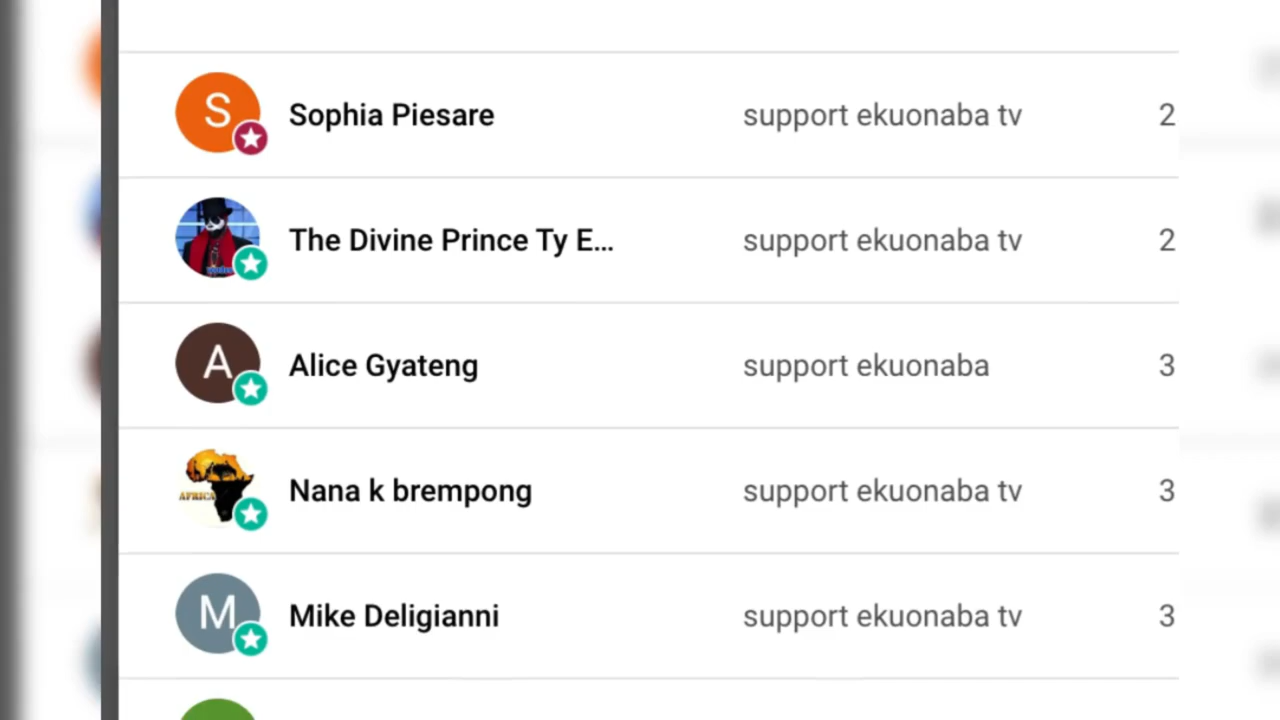 S
Sophia Piesare support ekuonaba tv 2
The Divine Prince Ty E... support ekuonaba tv 2
A
Alice Gyateng support ekuonaba 3
AFRICA
Nana k brempong support ekuonaba tv 3
M
Mike Deligianni support ekuonaba tv 3